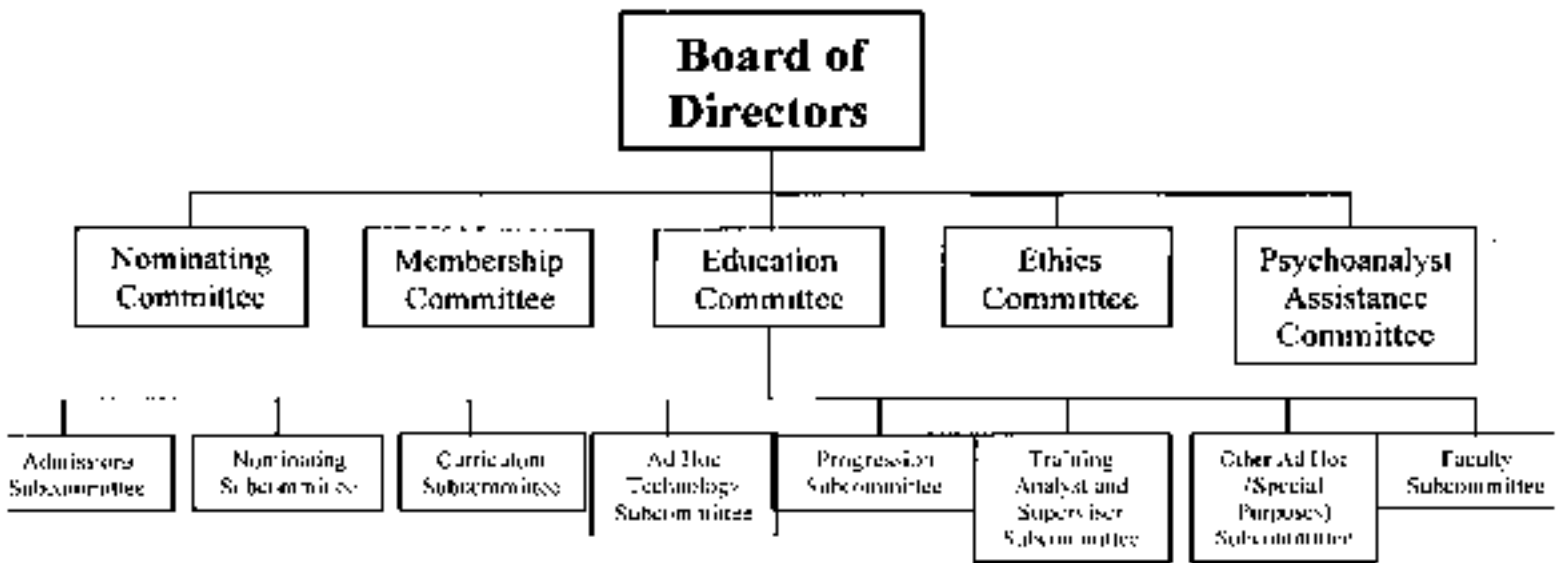 Board of
Directors
Nominating
Committee
Membership
Committee
Education
Committee
Ethics
Committee
Psychoanalyst
Assistance
Committee
Admissions
Subcommittee
Nominating
Subcommittee
Curriculum
Subcommittee
Ad Hoc
Technology
Subcommittee
Progression
Subcommittee
Training
Analyst and
Supervisor
Subcommittee
Other Ad Hoc
(Special
Purposes)
Subcommittee
Faculty
Subcommittee